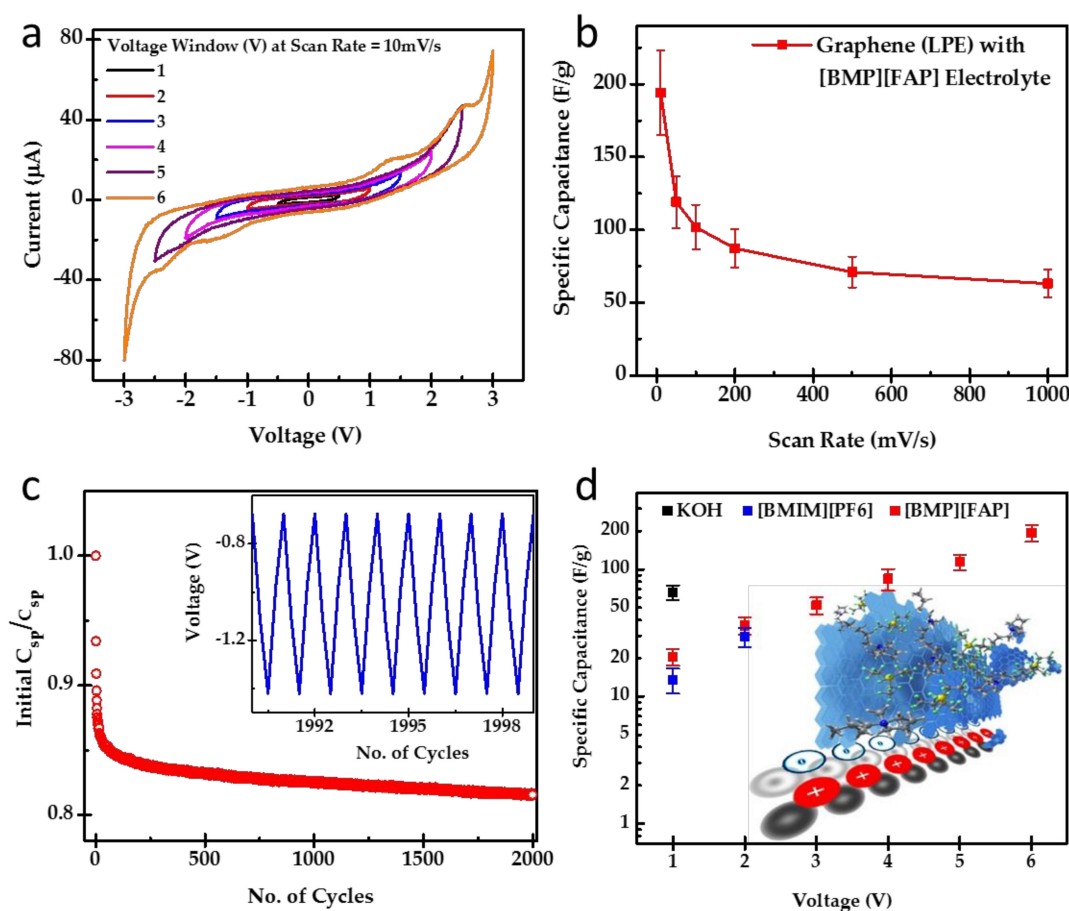 a
Voltage Window (V) at Scan Rate = 10mV/s
1
2
3
4
5
6
80
40
0
-40
-80
Current (µA)
-3 -2 -1 0 1 2 3
Voltage (V)
b
Graphene (LPE) with
[BMP][FAP] Electrolyte
200
150
100
50
0
Specific Capacitance (F/g)
0 200 400 600 800 1000
Scan Rate (mV/s)
c
1.0
0.9
0.8
Initial Csp/Csp
0 500 1000 1500 2000
No. of Cycles
-0.8
-1.2
Voltage (V)
1992 1995 1998
No. of Cycles
d
KOH [BMIM][PF6] [BMP][FAP]
200
100
50
20
10
5
2
1
Specific Capacitance (F/g)
1 2 3 4 5 6
Voltage (V)